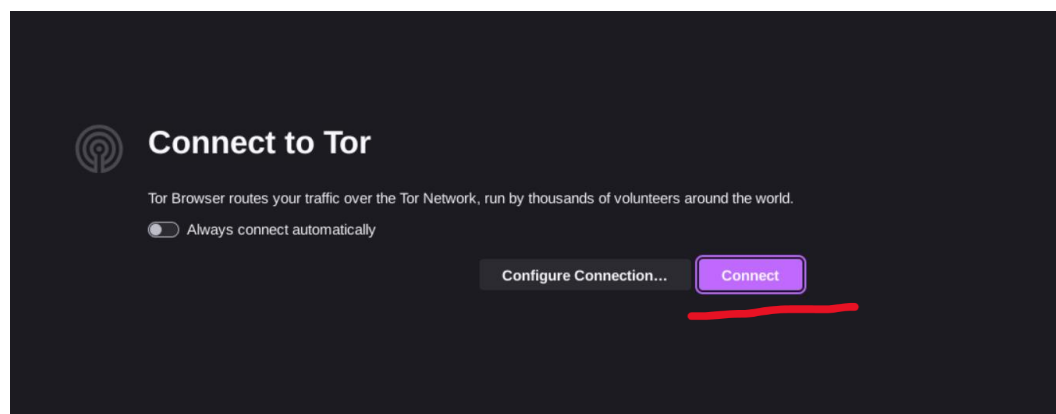 Connect to Tor
Tor Browser routes your traffic over the Tor Network, run by thousands of volunteers around the world.
Always connect automatically
Configure Connection...
Connect